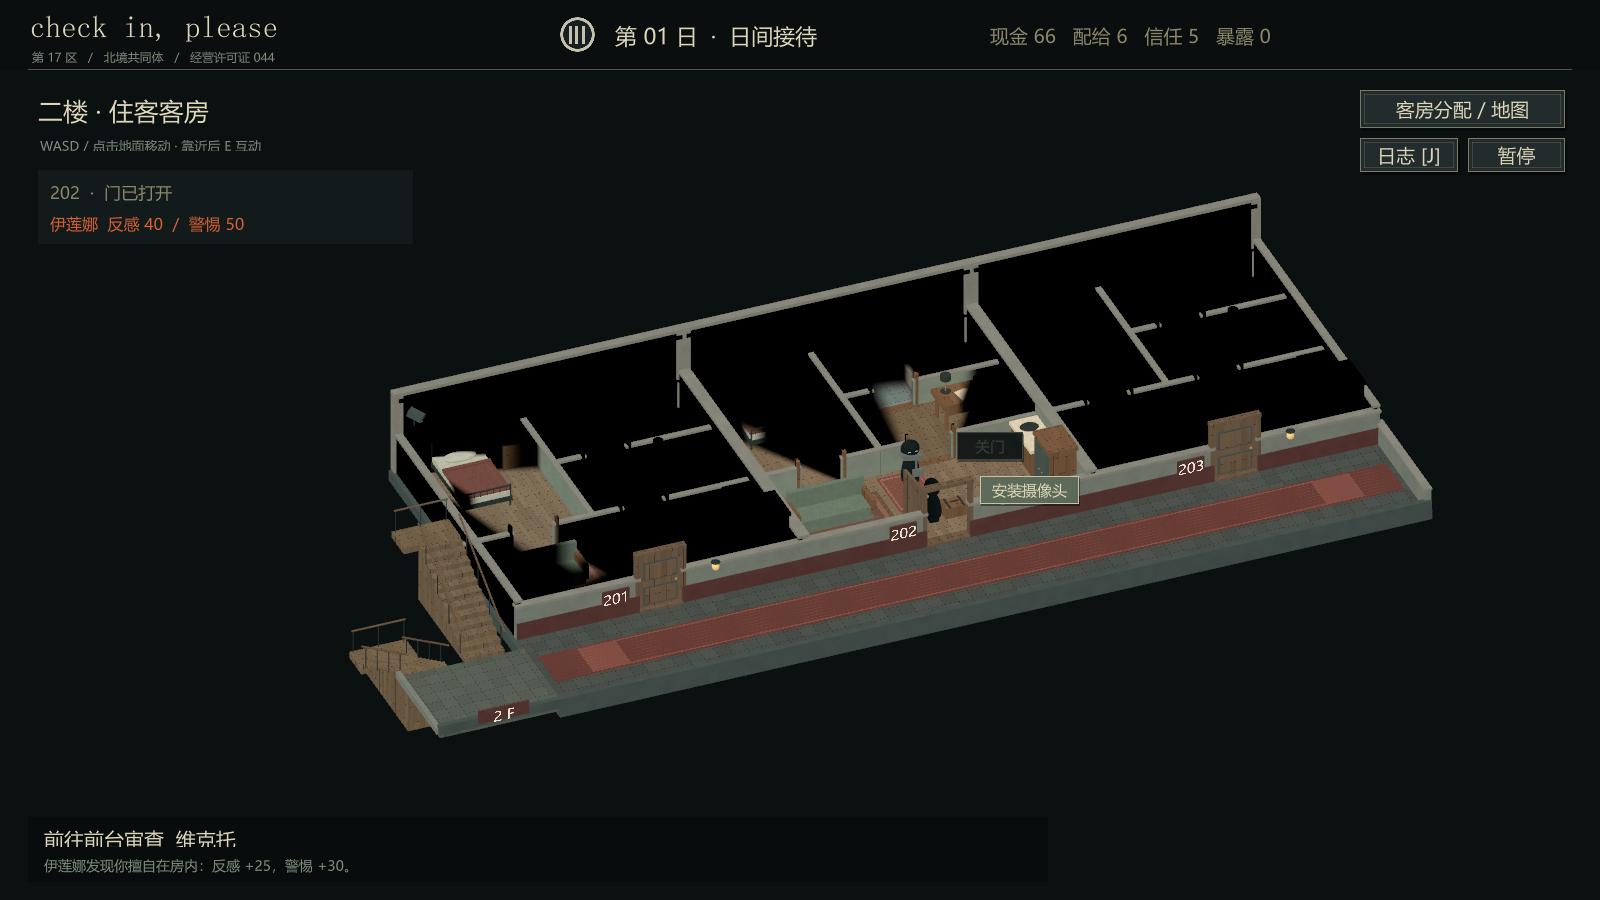 check in, please
第 17 区 / 北境共同体 / 经营许可证 044
第 01 日 · 日间接待
现金 66 配给 6 信任 5 暴露 0
二楼 · 住客客房
WASD / 点击地面移动 · 靠近后 E 互动
客房分配 / 地图
日志 [J]
暂停
202 · 门已打开
伊莲娜 反感 40 / 警惕 50
关门
安装摄像头
203
202
201
2 F
前往前台审查 维克托
伊莲娜发现你擅自在房内：反感 +25，警惕 +30。